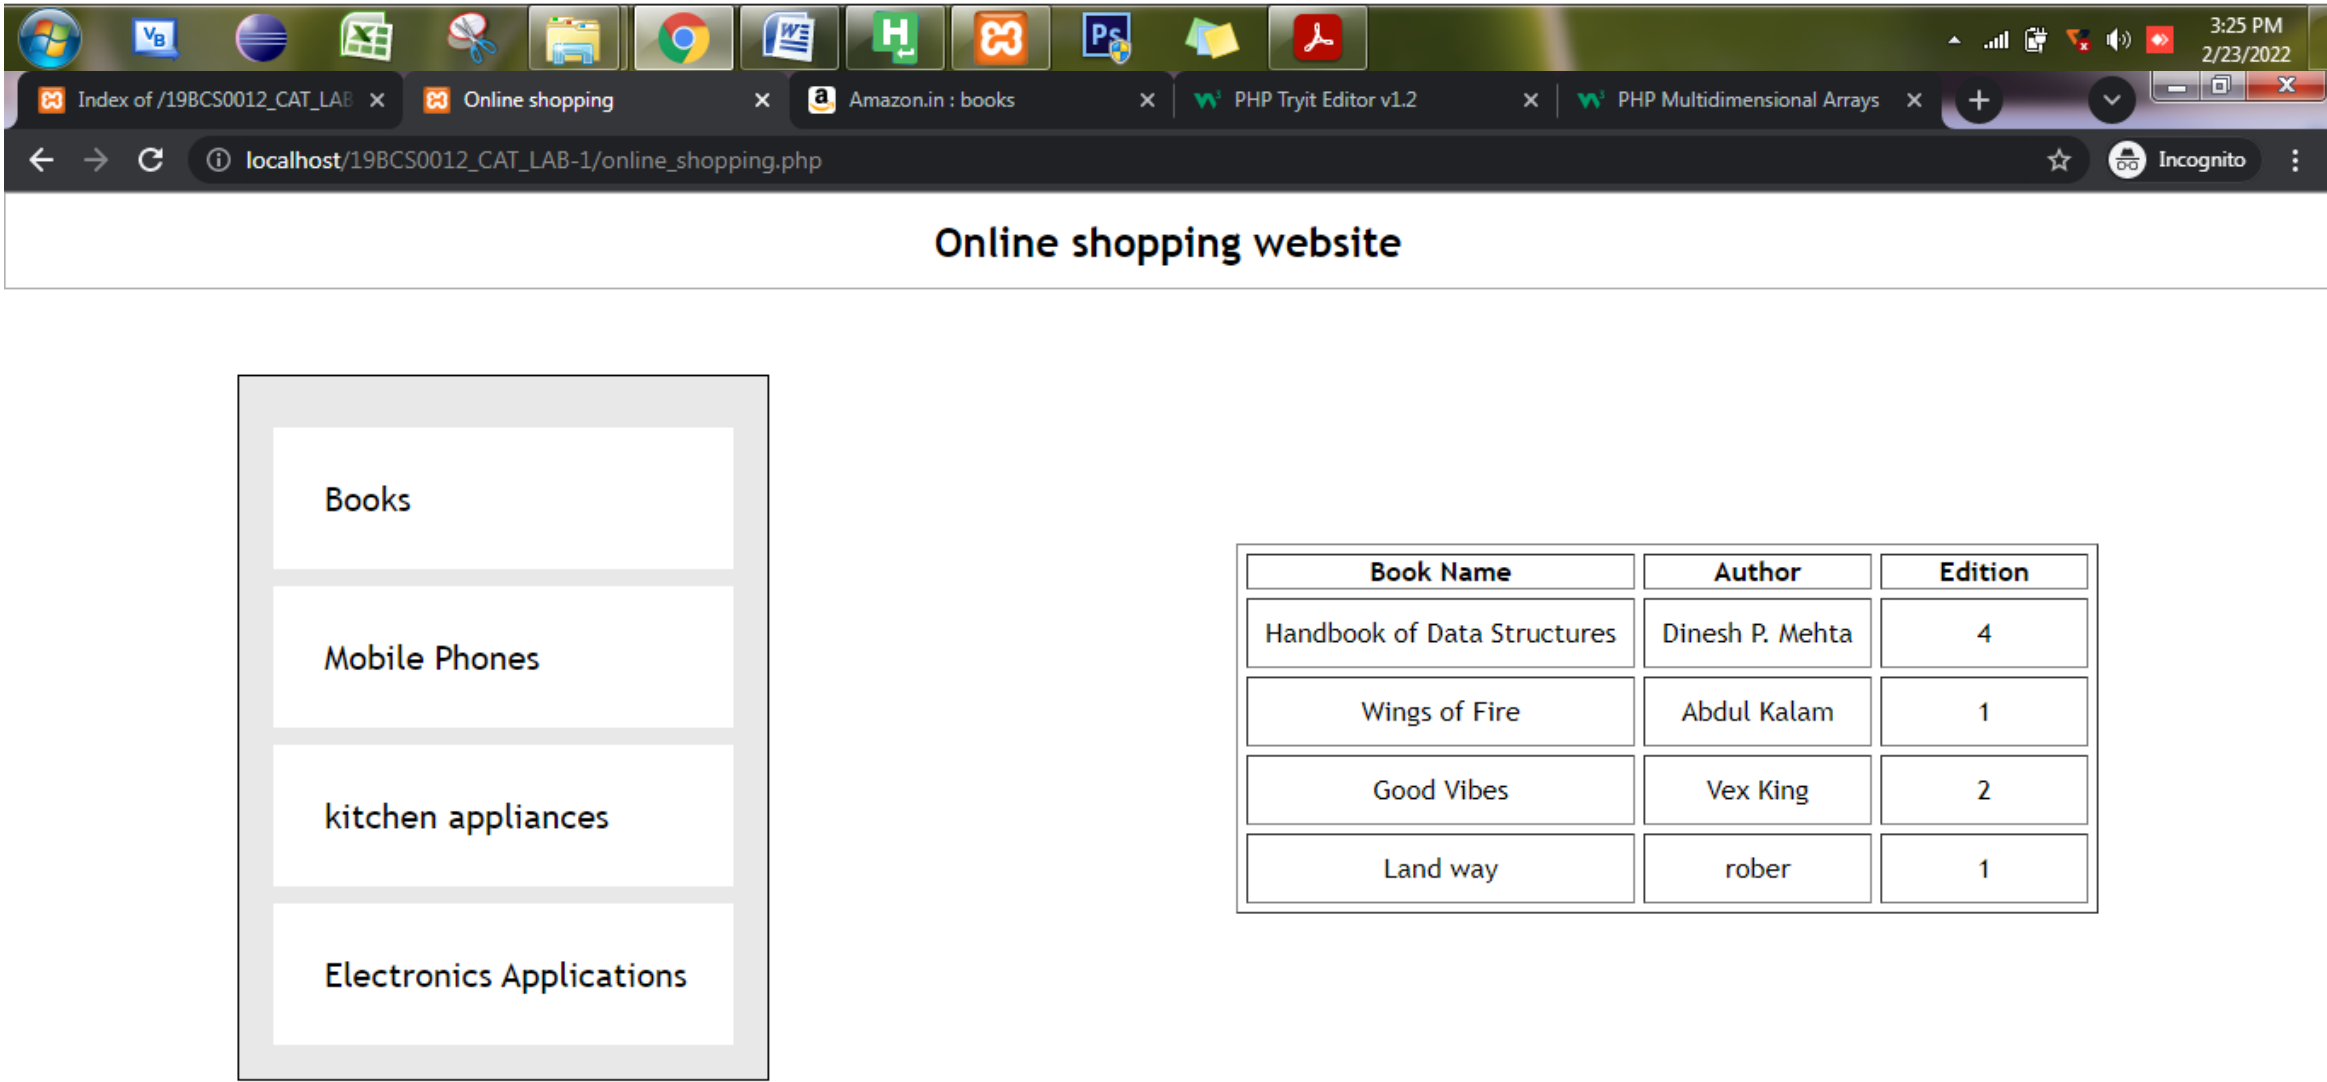 3:25 PM
2/23/2022
Index of /19BCS0012_CAT_LAB
Online shopping
Amazon.in : books
PHP Tryit Editor v1.2
PHP Multidimensional Arrays
localhost/19BCS0012_CAT_LAB-1/online_shopping.php
Incognito
Online shopping website
Books
Mobile Phones
kitchen appliances
Electronics Applications
Book Name Author Edition
Handbook of Data Structures Dinesh P. Mehta 4
Wings of Fire Abdul Kalam 1
Good Vibes Vex King 2
Land way rober 1